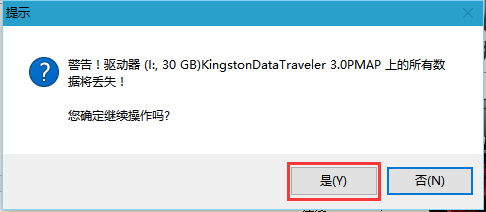 提示
警告！驱动器 (I:, 30 GB)KingstonDataTraveler 3.0PMAP 上的所有数
据将丢失！
您确定继续操作吗?
是(Y)
否(N)